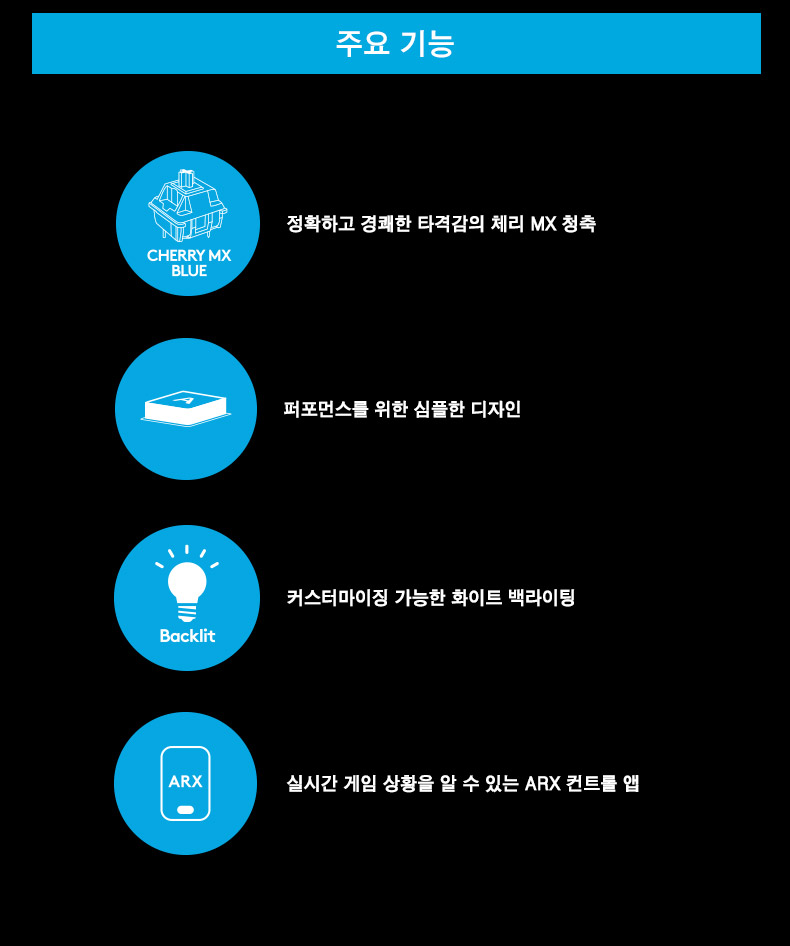 주요 기능
CHERRY MX
BLUE
정확하고 경쾌한 타격감의 체리 MX 청축
A
퍼포먼스를 위한 심플한 디자인
Backlit
커스터마이징 가능한 화이트 백라이팅
ARX
실시간 게임 상황을 알 수 있는 ARX 컨트롤 앱